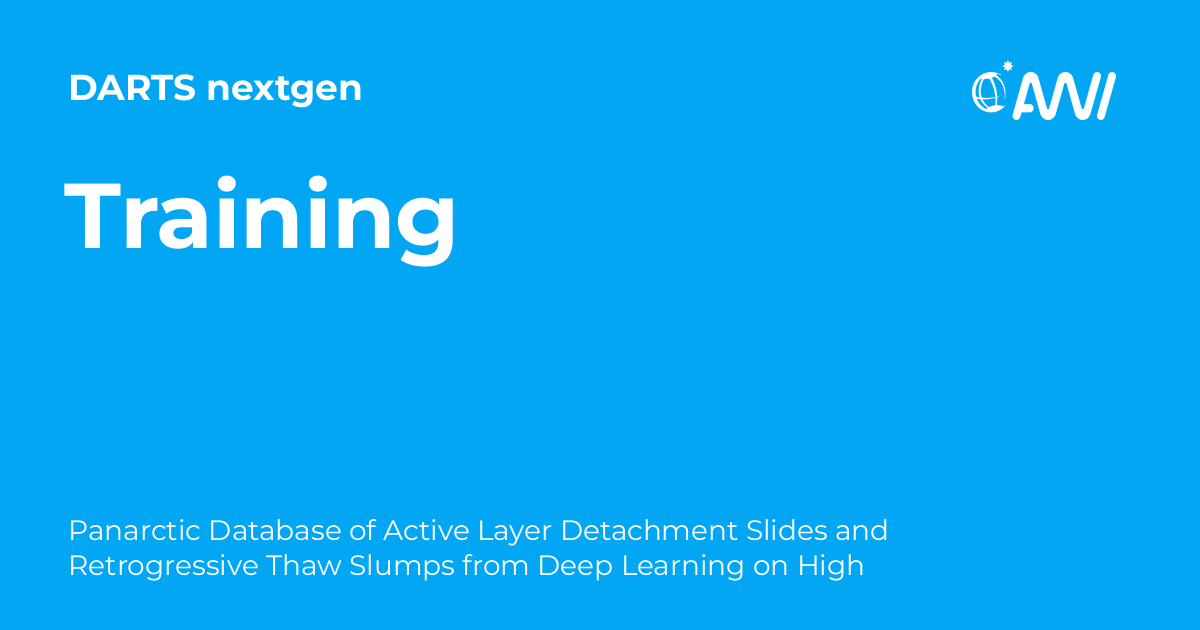 DARTS nextgen
AWI
Training
Panarctic Database of Active Layer Detachment Slides and
Retrogressive Thaw Slumps from Deep Learning on High